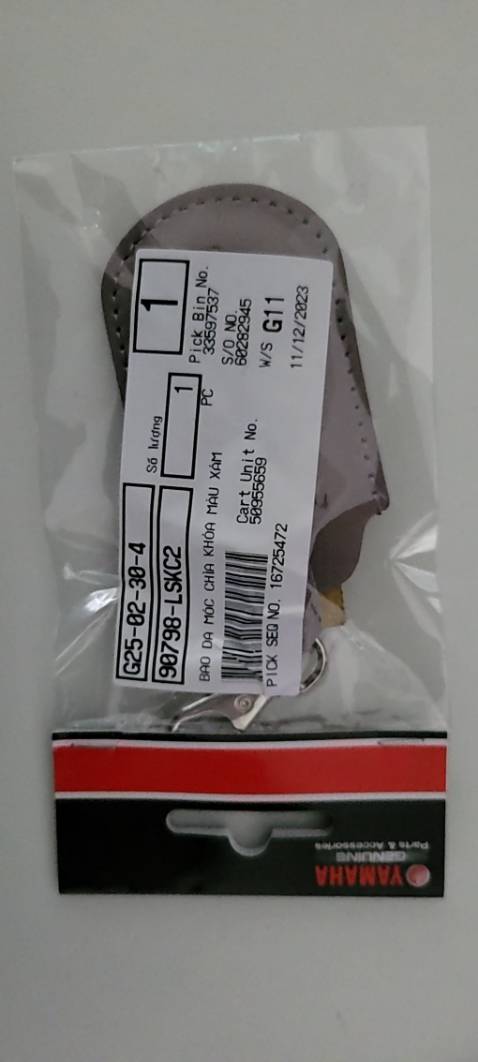 G25-02-30-4
Số lượng
1
90798-LSKC2
1
PC
BAO DA MÓC CHÌA KHÓA MÀU XÁM
Pick Bin No.
33597537
Cart Unit No.
50955659
S/O NO.
60282945
W/S G11
PICK SEQ NO. 16725472
11/12/2023
YAMAHA
GENUINE
Parts & Accessories